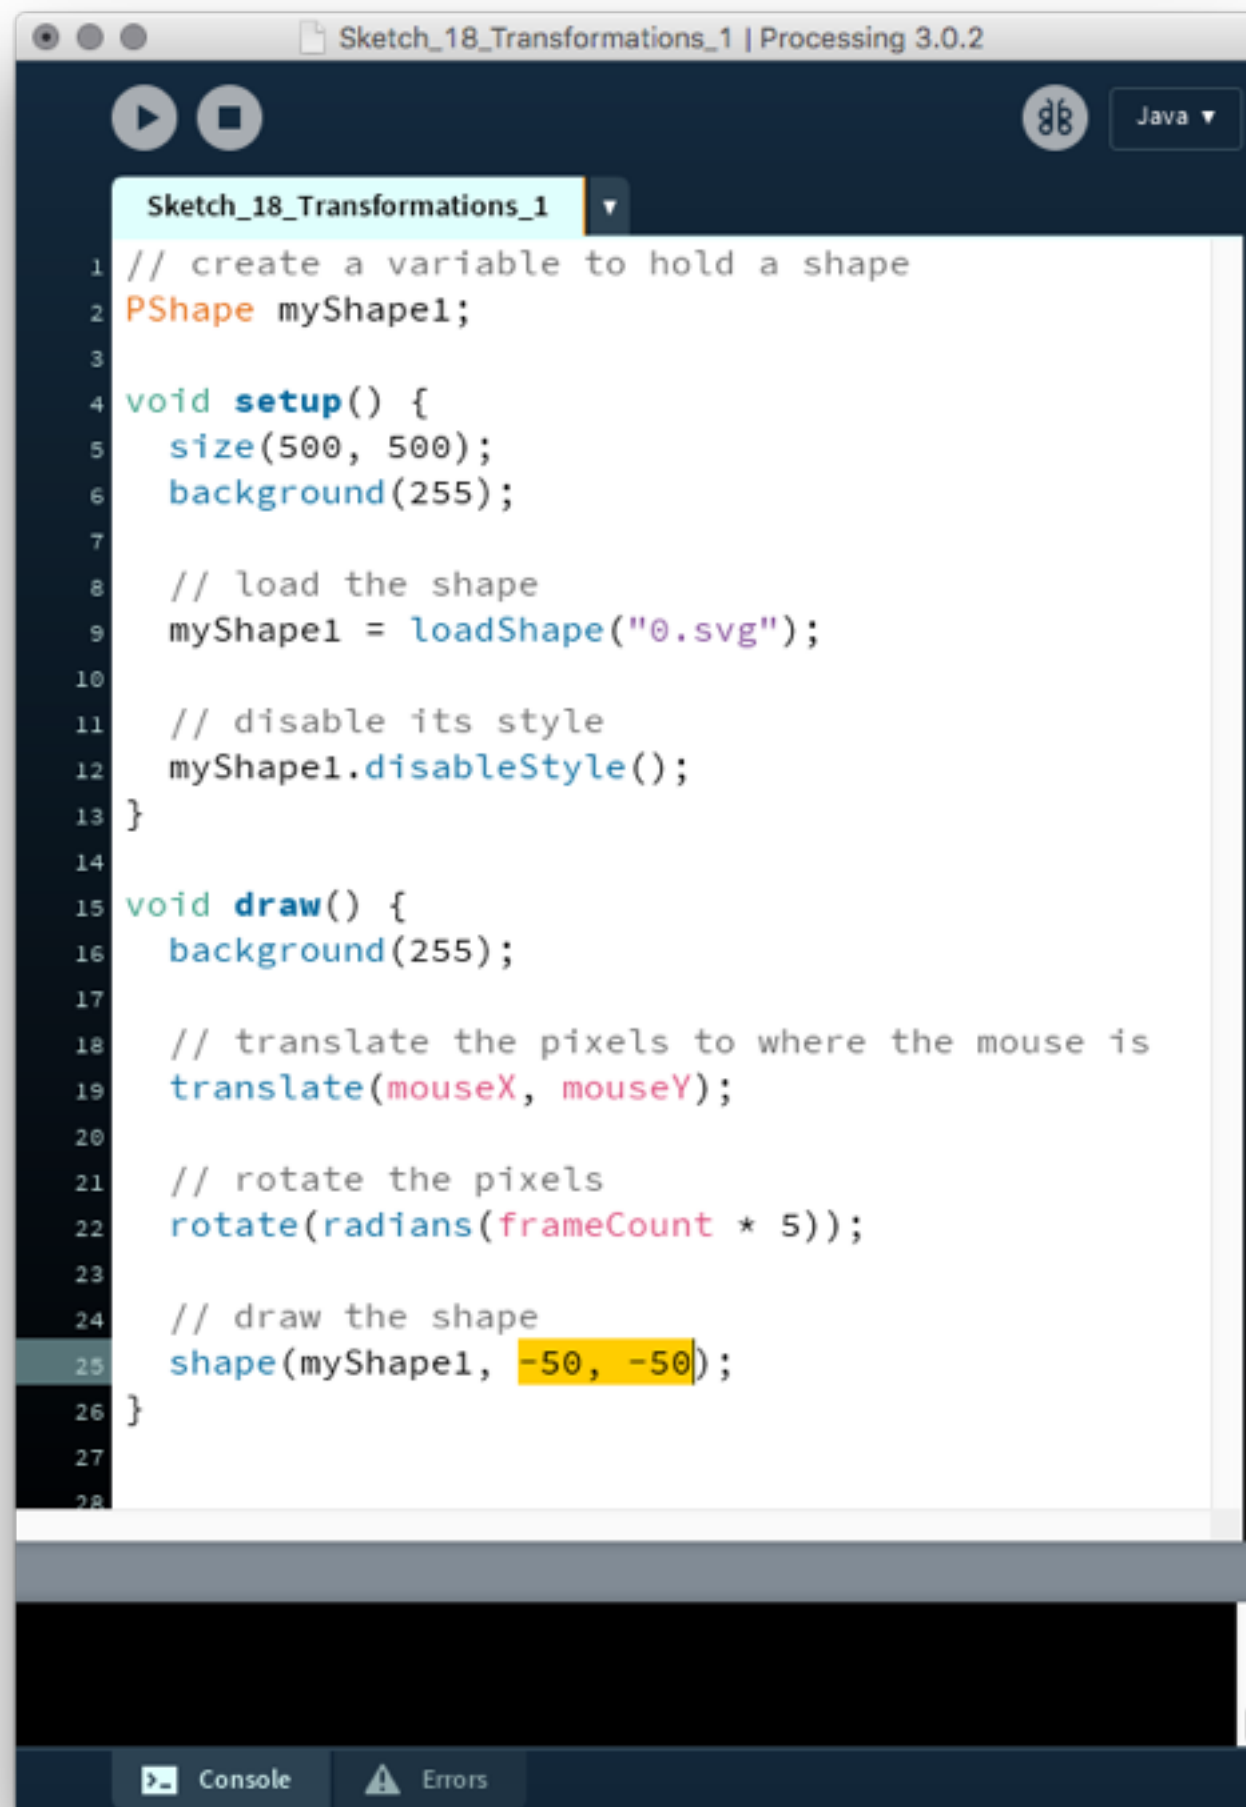 Sketch_18_Transformations_1 | Processing 3.0.2
Java ▼
Sketch_18_Transformations_1 ▼
1 // create a variable to hold a shape
2 PShape myShape1;
3
4 void setup() {
5   size(500, 500);
6   background(255);
7
8   // load the shape
9   myShape1 = loadShape("0.svg");
10
11   // disable its style
12   myShape1.disableStyle();
13 }
14
15 void draw() {
16   background(255);
17
18   // translate the pixels to where the mouse is
19   translate(mouseX, mouseY);
20
21   // rotate the pixels
22   rotate(radians(frameCount * 5));
23
24   // draw the shape
25   shape(myShape1, -50, -50);
26 }
27
28
Console
Errors